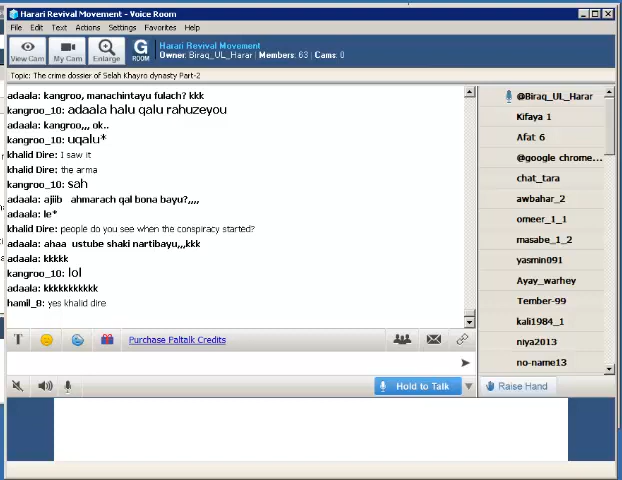 Harari Revival Movement - Voice Room
File Edit Text Actions Settings Favorites Help
View Cam My Cam Enlarge G ROOM
Harari Revival Movement
Owner: Biraq_UL_Harar | Members: 63 | Cams: 0
Topic: The crime dossier of Selah Khayro dynasty Part-2
adaala: kangroo, manachintayu fulach? kkk
kangroo_10: adaala halu qalu rahuzeyou
adaala: kangroo,,, ok..
kangroo_10: uqalu*
khalid Dire: I saw it
khalid Dire: the arma
kangroo_10: sah
adaala: ajiib ahmarach qal bona bayu?,,,,
adaala: le*
khalid Dire: people do you see when the conspiracy started?
adaala: ahaa ustube shaki nartibayu,,,kkk
adaala: kkkkk
kangroo_10: lol
adaala: kkkkkkkkkkk
hamil_8: yes khalid dire
@Biraq_UL_Harar
Kifaya 1
Afat 6
@google chrome...
chat_tara
awbahar_2
omeer_1_1
masabe_1_2
yasmin091
Ayay_warhey
Tember-99
kali1984_1
niya2013
no-name13
T Purchase Paltalk Credits
Hold to Talk
Raise Hand